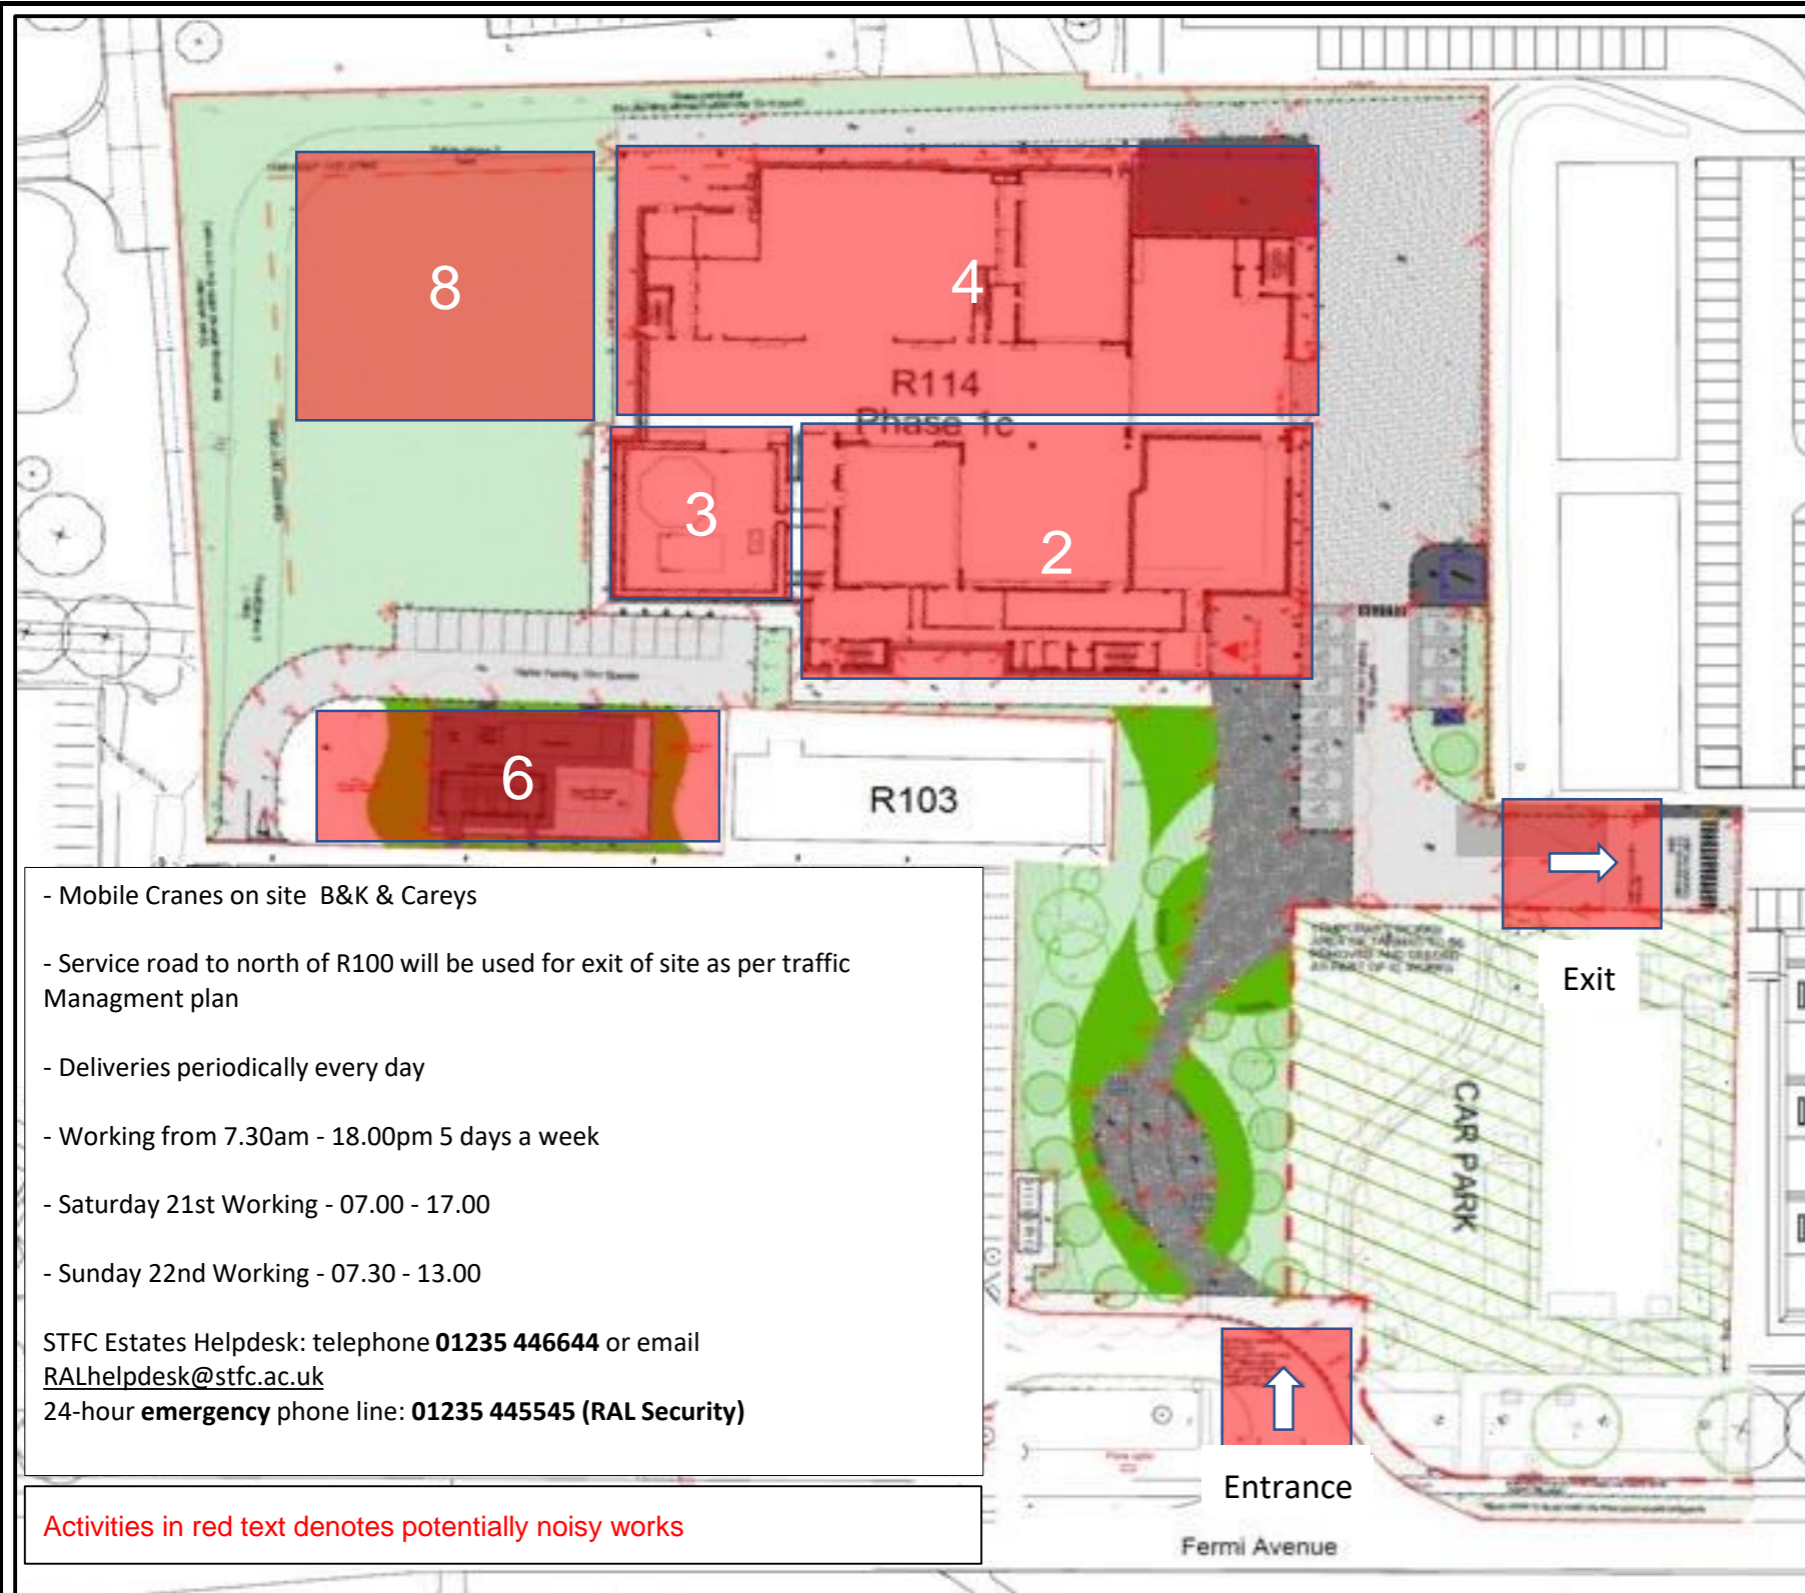 8
4
R114
Phase 1c
3
2
6
R103
Exit
CAR PARK
- Mobile Cranes on site  B&K & Careys
- Service road to north of R100 will be used for exit of site as per traffic
Managment plan
- Deliveries periodically every day
- Working from 7.30am - 18.00pm 5 days a week
- Saturday 21st Working - 07.00 - 17.00
- Sunday 22nd Working - 07.30 - 13.00
STFC Estates Helpdesk: telephone 01235 446644 or email
RALhelpdesk@stfc.ac.uk
24-hour emergency phone line: 01235 445545 (RAL Security)
Entrance
Activities in red text denotes potentially noisy works
Fermi Avenue